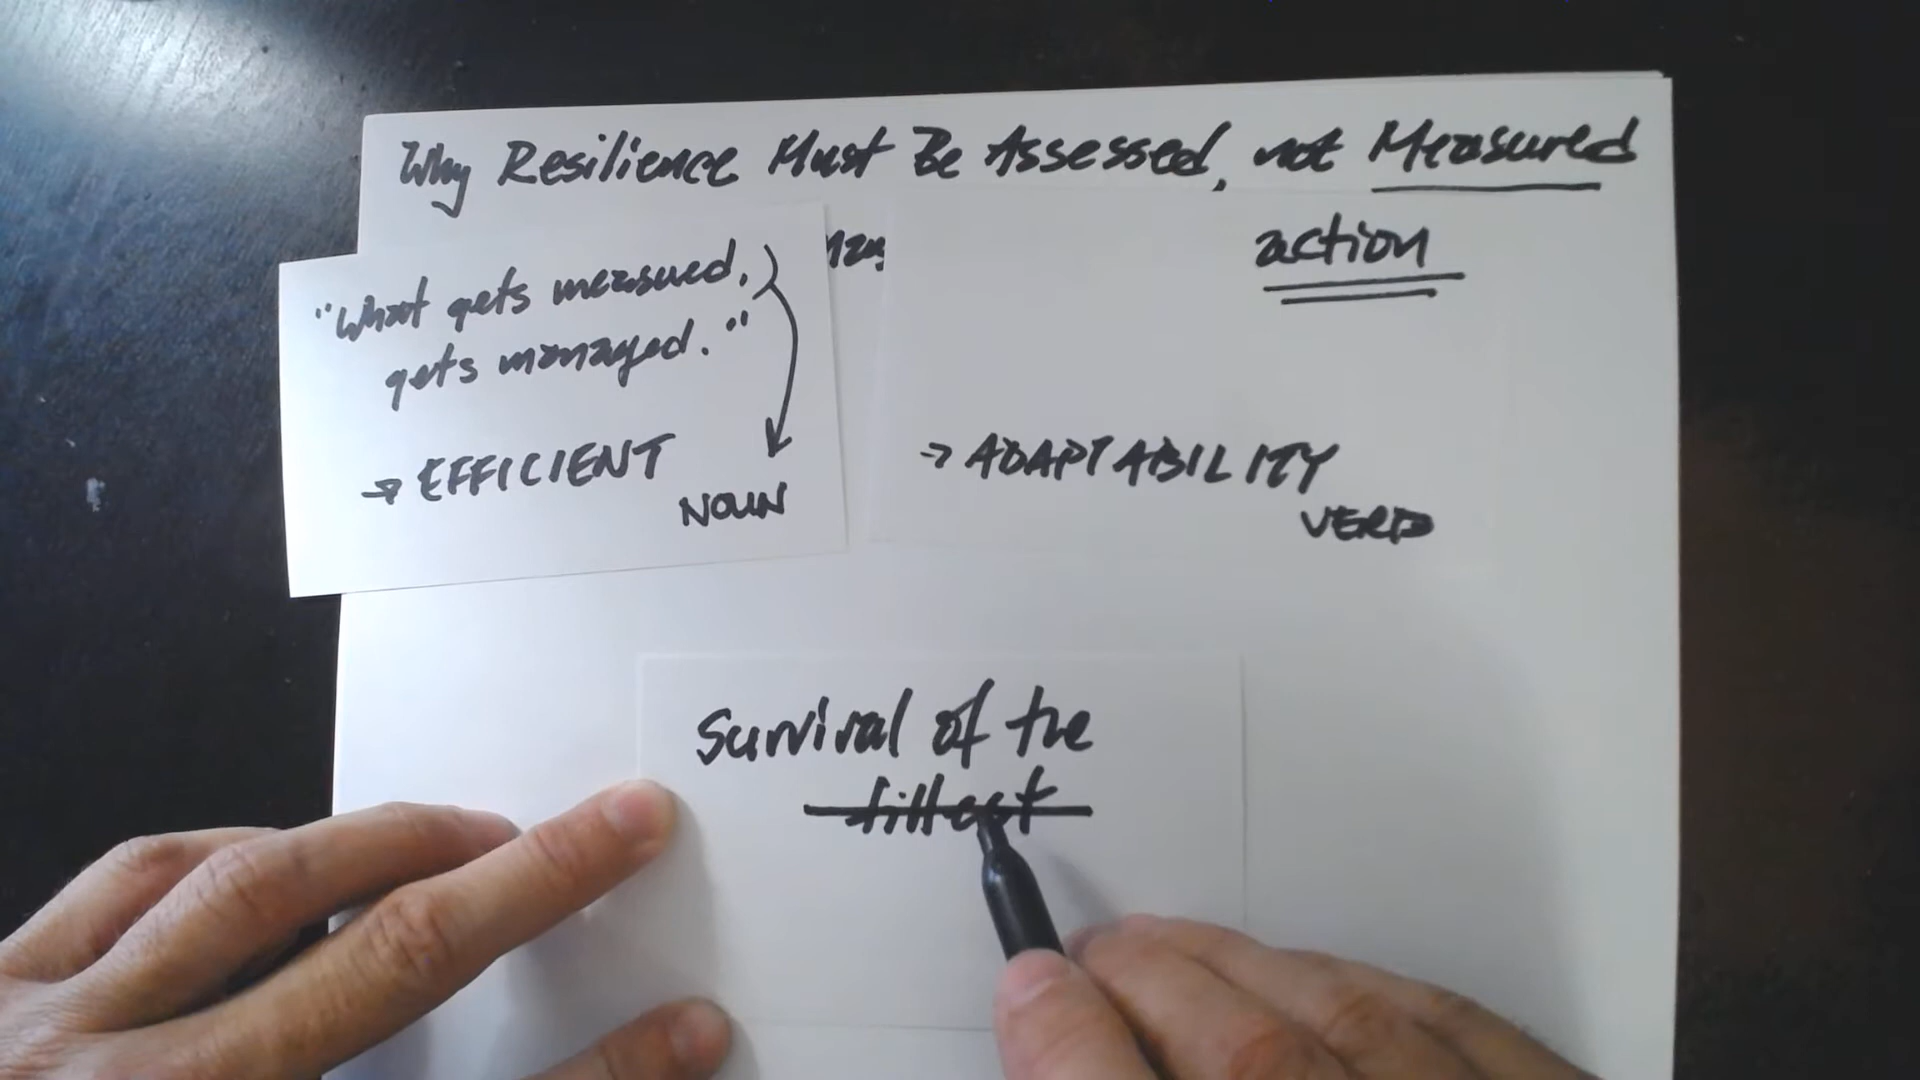 Why Resilience Must Be Assessed, not Measured
"What gets measured,
gets managed."
→ EFFICIENT
NOUN
action
→ ADAPTABILITY
VERB
Survival of the
fittest